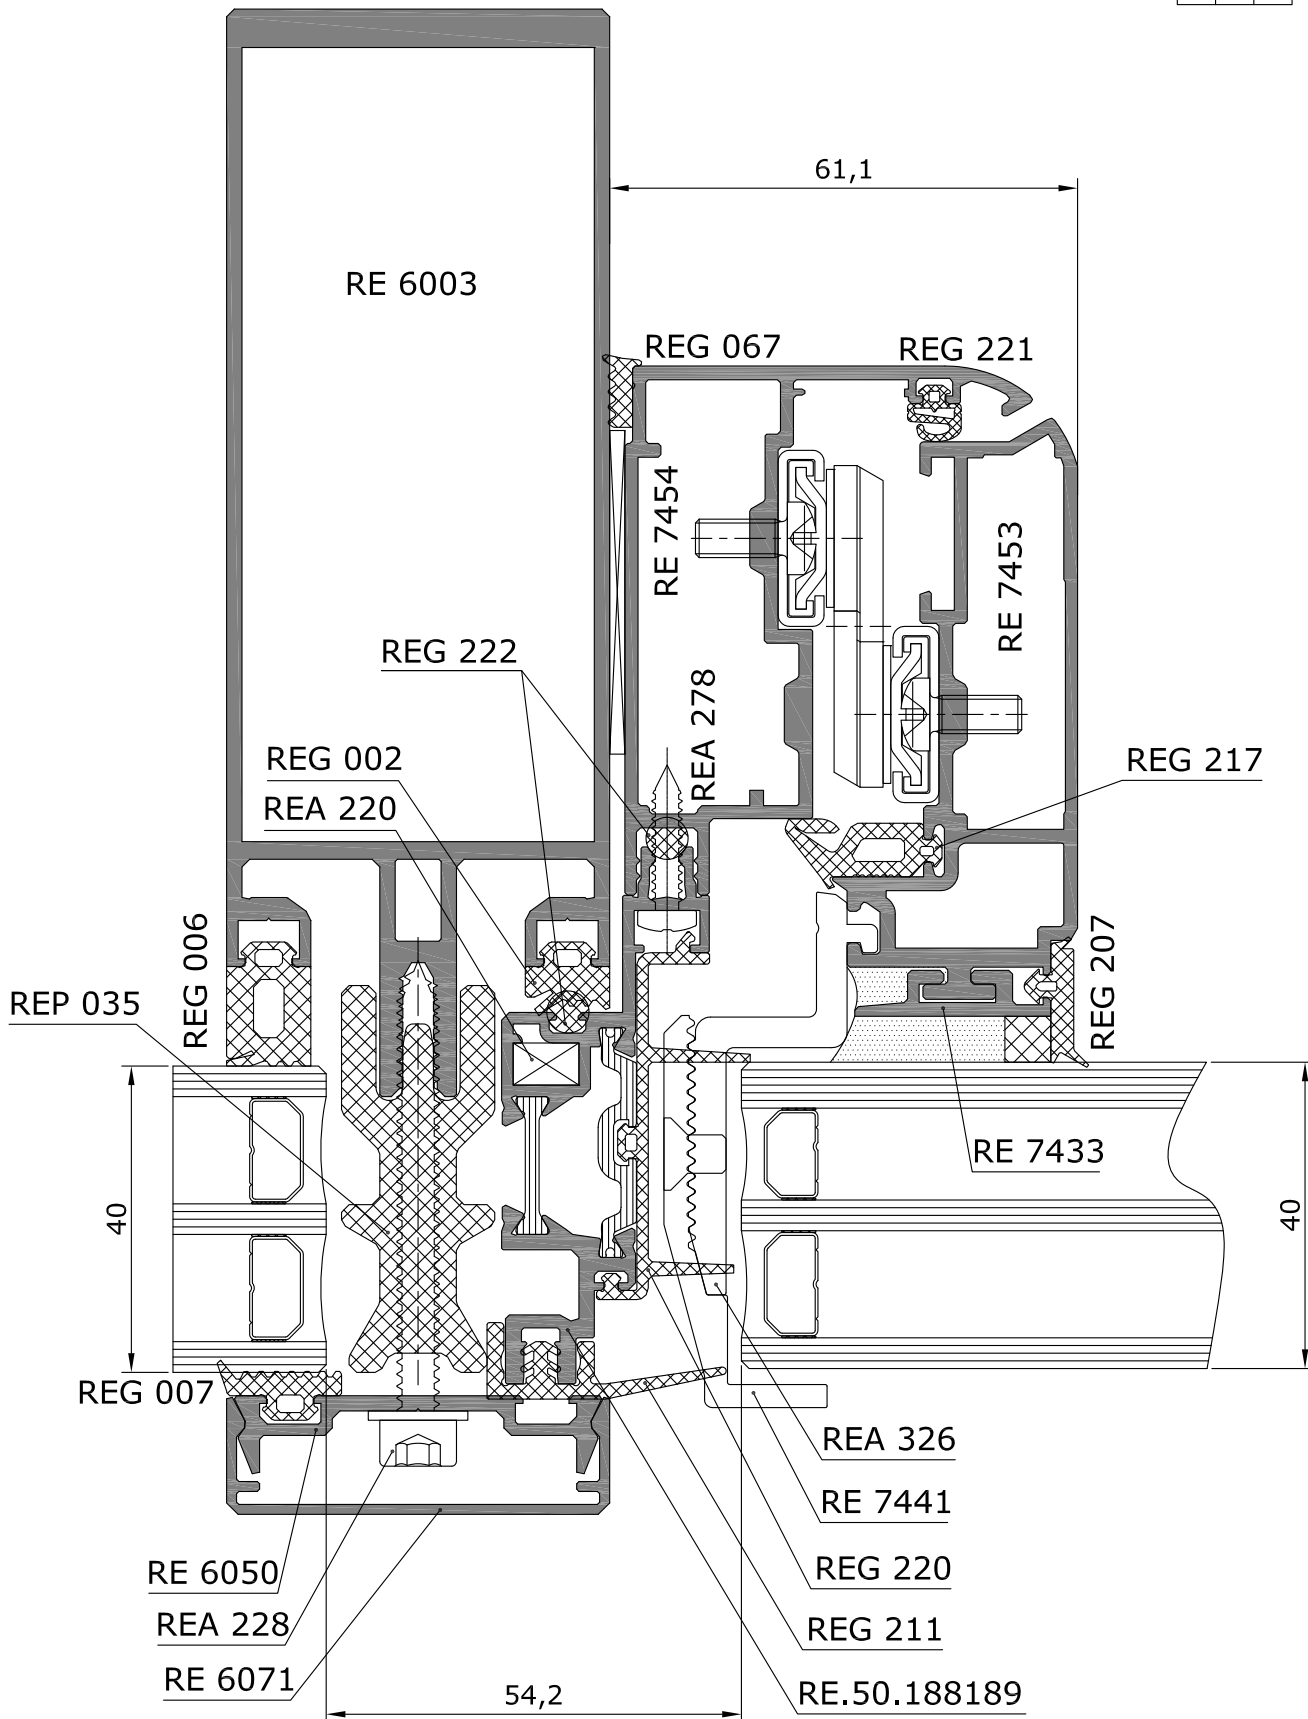 61,1
RE 6003
REG 067
REG 221
RE 7454
RE 7453
REG 222
REA 278
REG 002
REG 217
REA 220
REG 006
REG 207
REP 035
RE 7433
40
40
REG 007
REA 326
RE 7441
RE 6050
REG 220
REA 228
REG 211
RE 6071
54,2
RE.50.188189